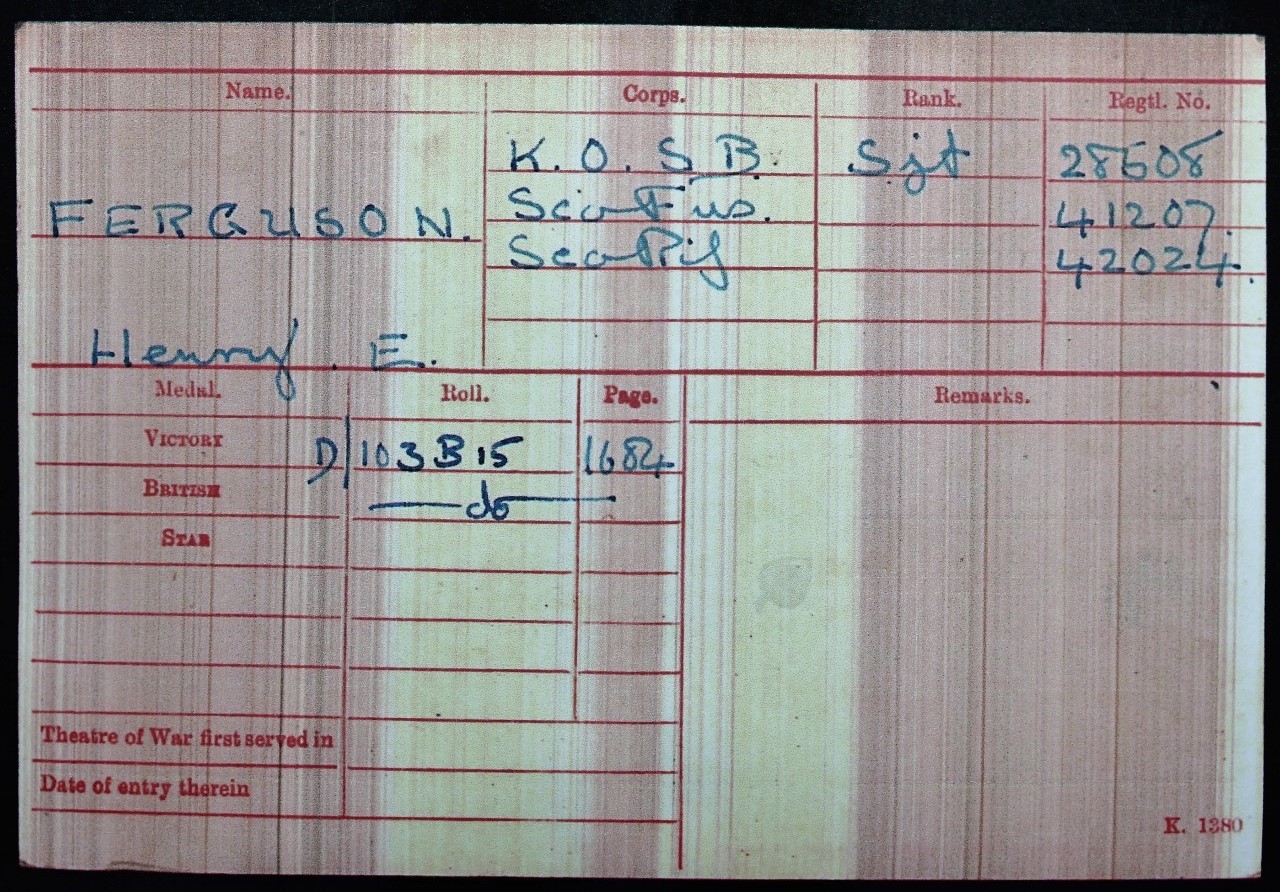 Name. Corps. Rank. Regtl. No.
K. O. S. B. Sjt 28608
FERGUSON. Sco Fus. 41207.
Sco Rif 42024.
Henry. E.
Medal. Roll. Page. Remarks.
VICTORY D/103B15 1684
BRITISH do
STAR
Theatre of War first served in
Date of entry therein
K. 1380